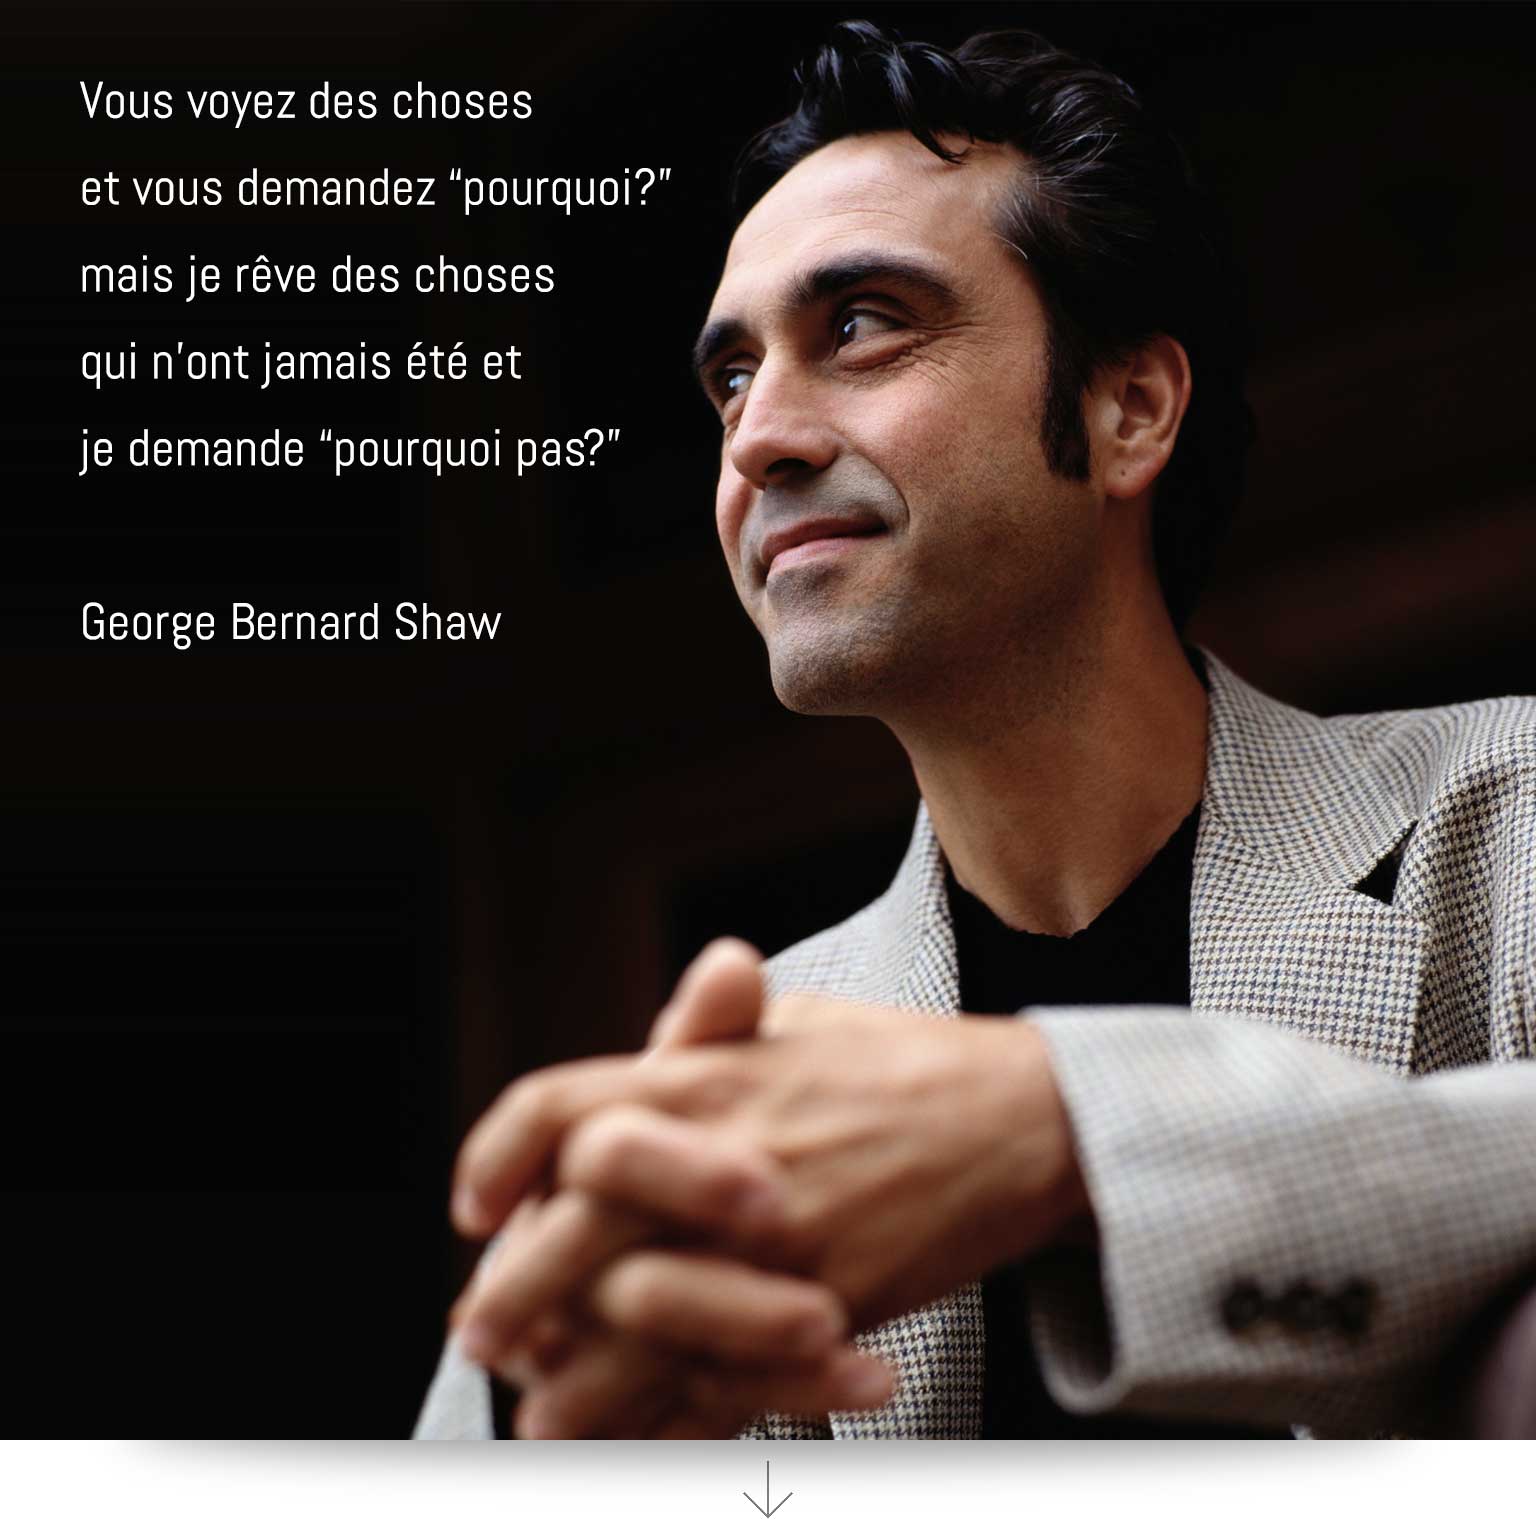 Vous voyez des choses
et vous demandez “pourquoi?”
mais je rêve des choses
qui n’ont jamais été et
je demande “pourquoi pas?”
George Bernard Shaw